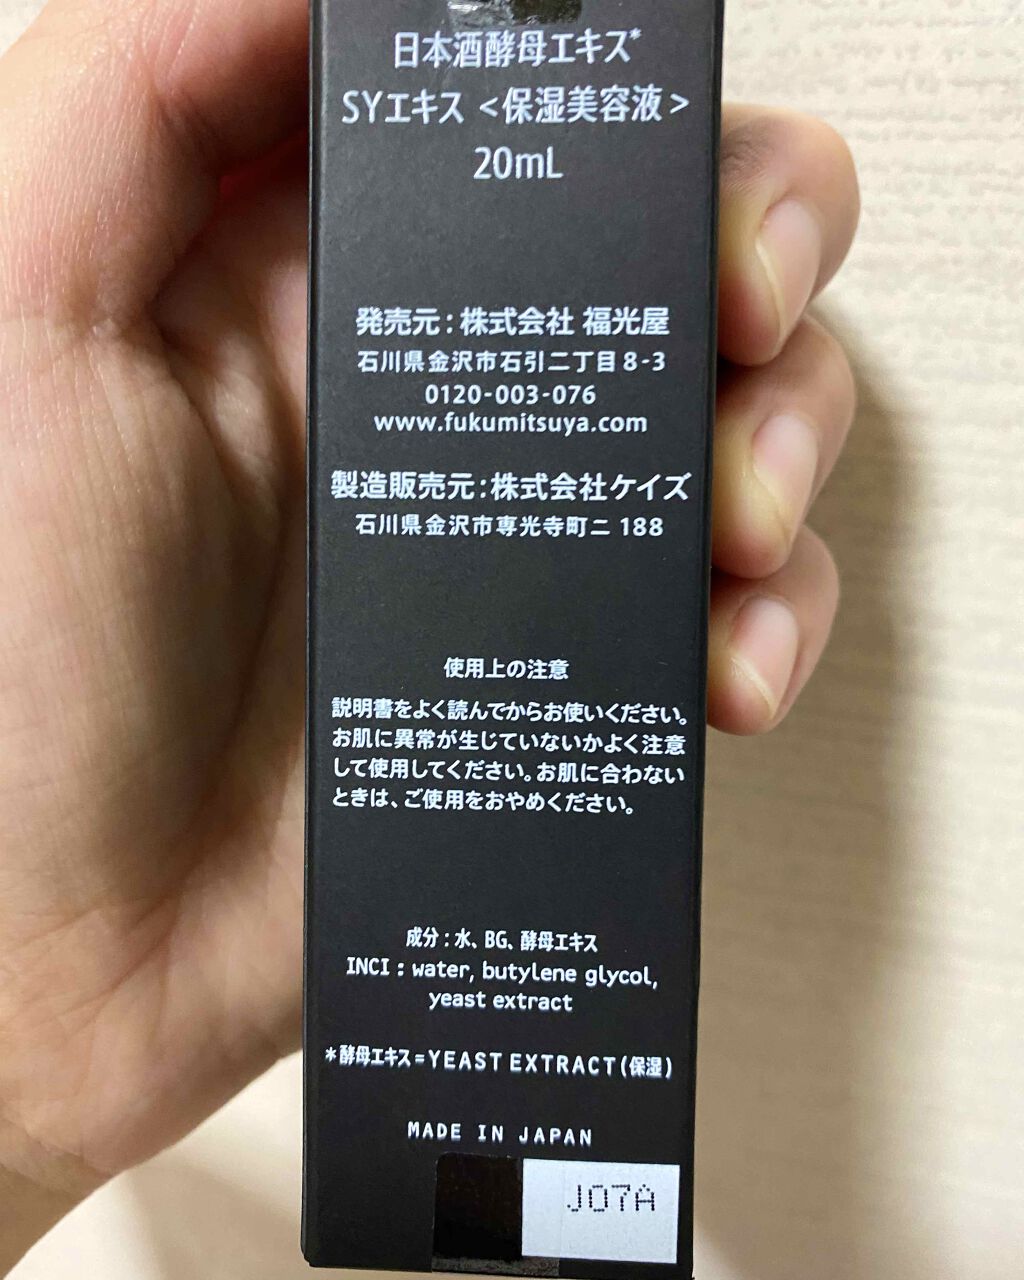 日本酒酵母エキス*
SYエキス <保湿美容液>
20mL
発売元:株式会社 福光屋
石川県金沢市石引二丁目8-3
0120-003-076
www.fukumitsuya.com
製造販売元:株式会社ケイズ
石川県金沢市専光寺町ニ 188
使用上の注意
説明書をよく読んでからお使いください。
お肌に異常が生じていないかよく注意
して使用してください。お肌に合わない
ときは、ご使用をおやめください。
成分:水、BG、酵母エキス
INCI : water, butylene glycol,
yeast extract
*酵母エキス=YEAST EXTRACT(保湿)
MADE IN JAPAN
J07A